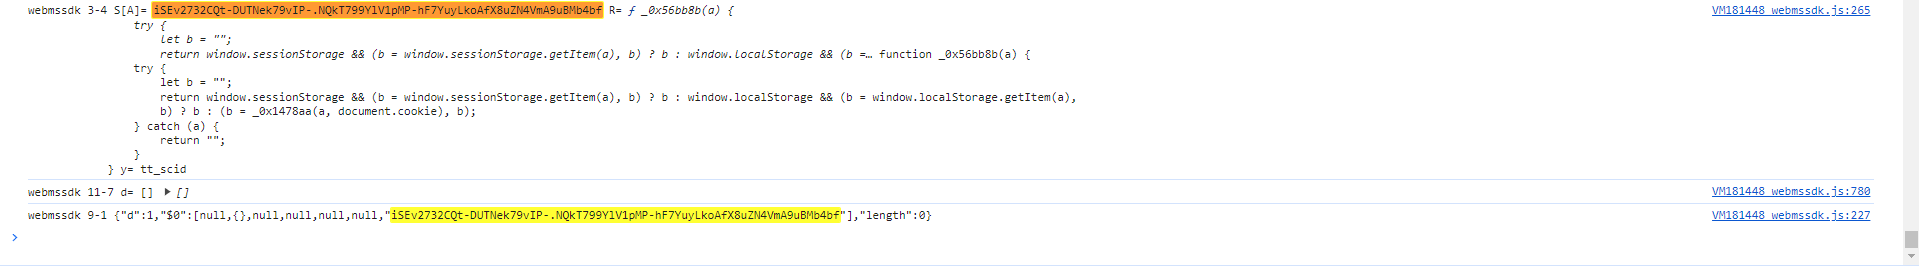 webmssdk 3-4 S[A]= iSEv2732CQt-DUTNek79vIP-.NQkT799YlV1pMP-hF7YuyLkoAfX8uZN4VmA9uBMb4bf R= ƒ _0x56bb8b(a) { VM181448 webmssdk.js:265
try {
let b = "";
return window.sessionStorage && (b = window.sessionStorage.getItem(a), b) ? b : window.localStorage && (b =… function _0x56bb8b(a) {
try {
let b = "";
return window.sessionStorage && (b = window.sessionStorage.getItem(a), b) ? b : window.localStorage && (b = window.localStorage.getItem(a),
b) ? b : (b = _0x1478aa(a, document.cookie), b);
} catch (a) {
return "";
}
} y= tt_scid
webmssdk 11-7 d= [] ▶ [] VM181448 webmssdk.js:780
webmssdk 9-1 {"d":1,"$0":[null,{},null,null,null,null,"iSEv2732CQt-DUTNek79vIP-.NQkT799YlV1pMP-hF7YuyLkoAfX8uZN4VmA9uBMb4bf"],"length":0} VM181448 webmssdk.js:227
>